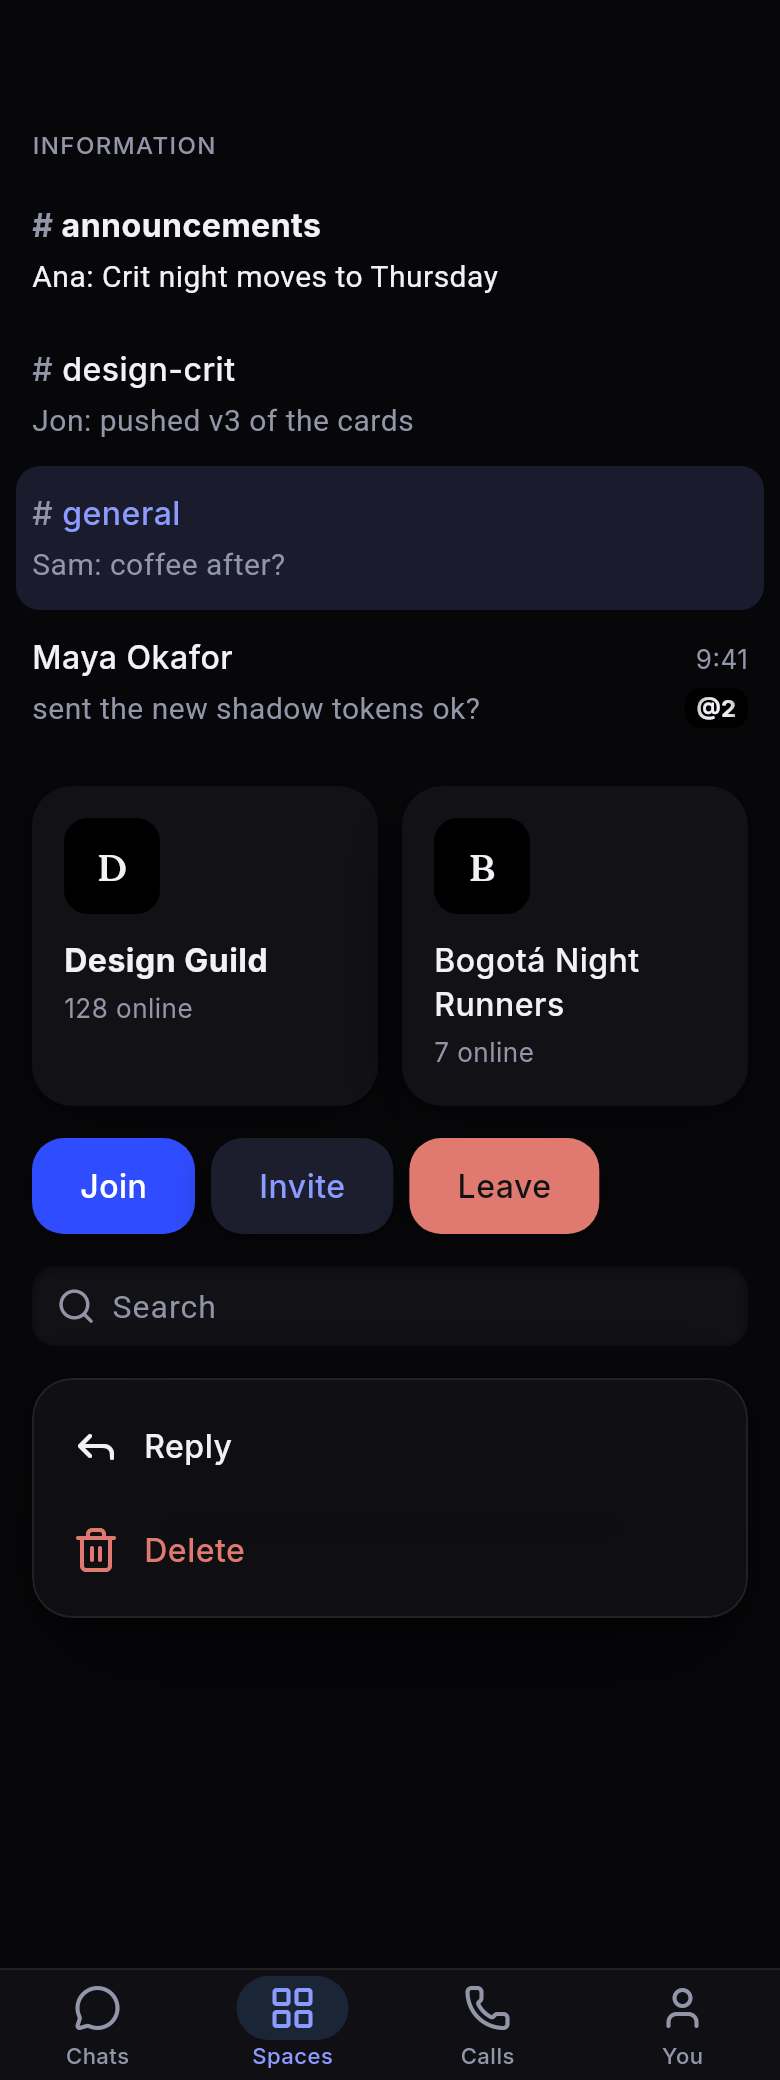 INFORMATION
# announcements
Ana: Crit night moves to Thursday
# design-crit
Jon: pushed v3 of the cards
# general
Sam: coffee after?
Maya Okafor 9:41
sent the new shadow tokens ok? @2
D
Design Guild
128 online
B
Bogotá Night
Runners
7 online
Join Invite Leave
Search
Reply
Delete
Chats Spaces Calls You